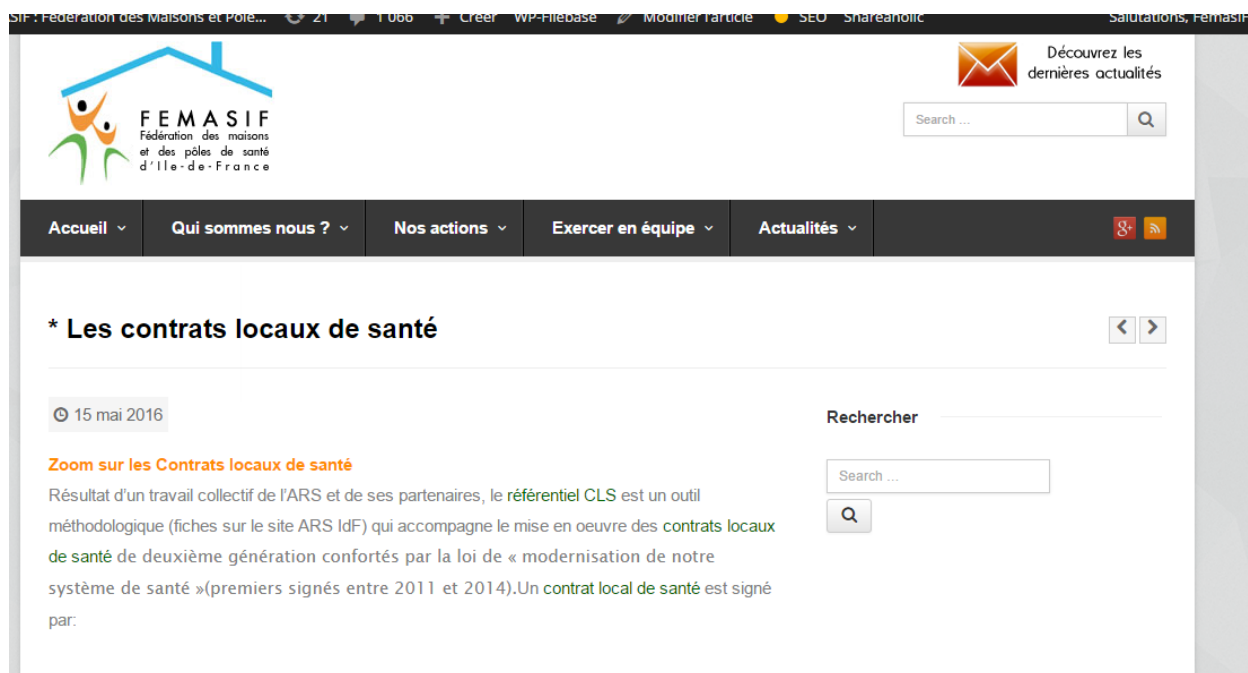 SIF : Fédération des Maisons et Pôle... 21 1 066 + Créer WP-Filebase Modifier l'article SEO Shareaholic Salutations, FemasiF
Découvrez les
dernières actualités
FEMASIF
Fédération des maisons
et des pôles de santé
d'Ile-de-France
Search ...
Accueil Qui sommes nous ? Nos actions Exercer en équipe Actualités g+
* Les contrats locaux de santé
15 mai 2016
Rechercher
Zoom sur les Contrats locaux de santé
Résultat d'un travail collectif de l'ARS et de ses partenaires, le référentiel CLS est un outil
méthodologique (fiches sur le site ARS IdF) qui accompagne le mise en oeuvre des contrats locaux
de santé de deuxième génération confortés par la loi de « modernisation de notre
système de santé »(premiers signés entre 2011 et 2014).Un contrat local de santé est signé
par:
Search ...